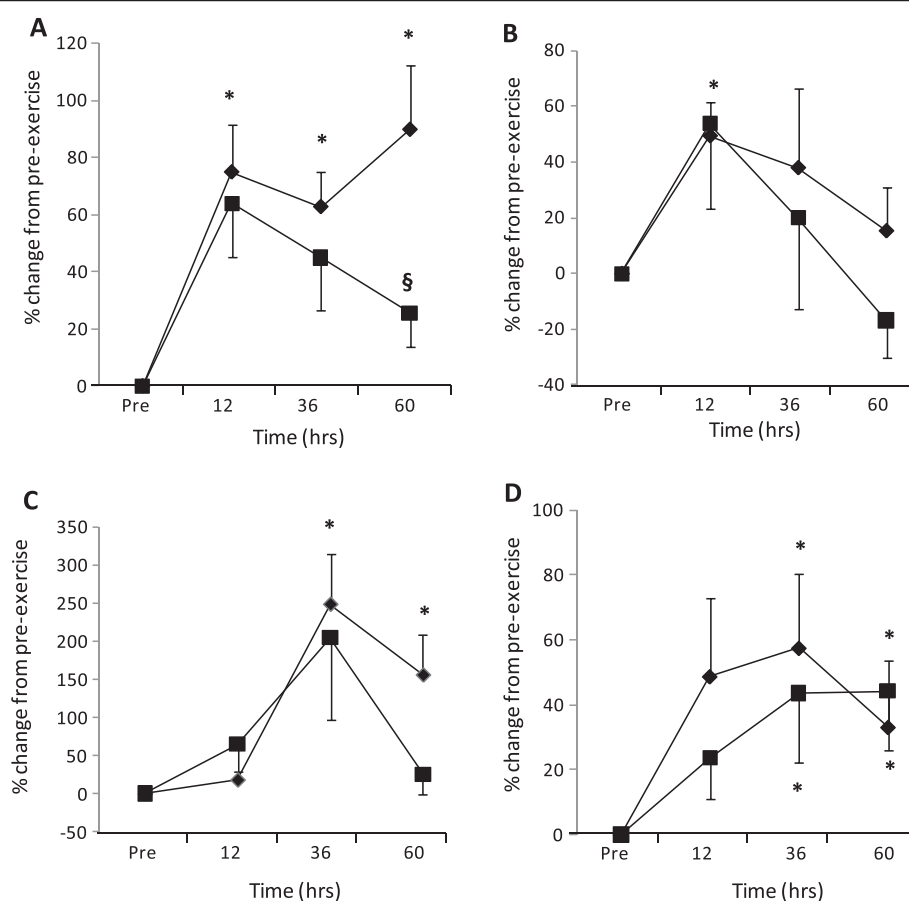 A
% change from pre-exercise
120
*
100
*
*
80
60
40
§
20
0
Pre 12 36 60
Time (hrs)
B
% change from pre-exercise
80
*
60
40
20
0
-20
-40
Pre 12 36 60
Time (hrs)
C
% change from pre-exercise
350
*
300
250
*
200
150
100
50
0
-50
Pre 12 36 60
Time (hrs)
D
% change from pre-exercise
100
*
80
*
60
40
*
20
*
0
Pre 12 36 60
Time (hrs)